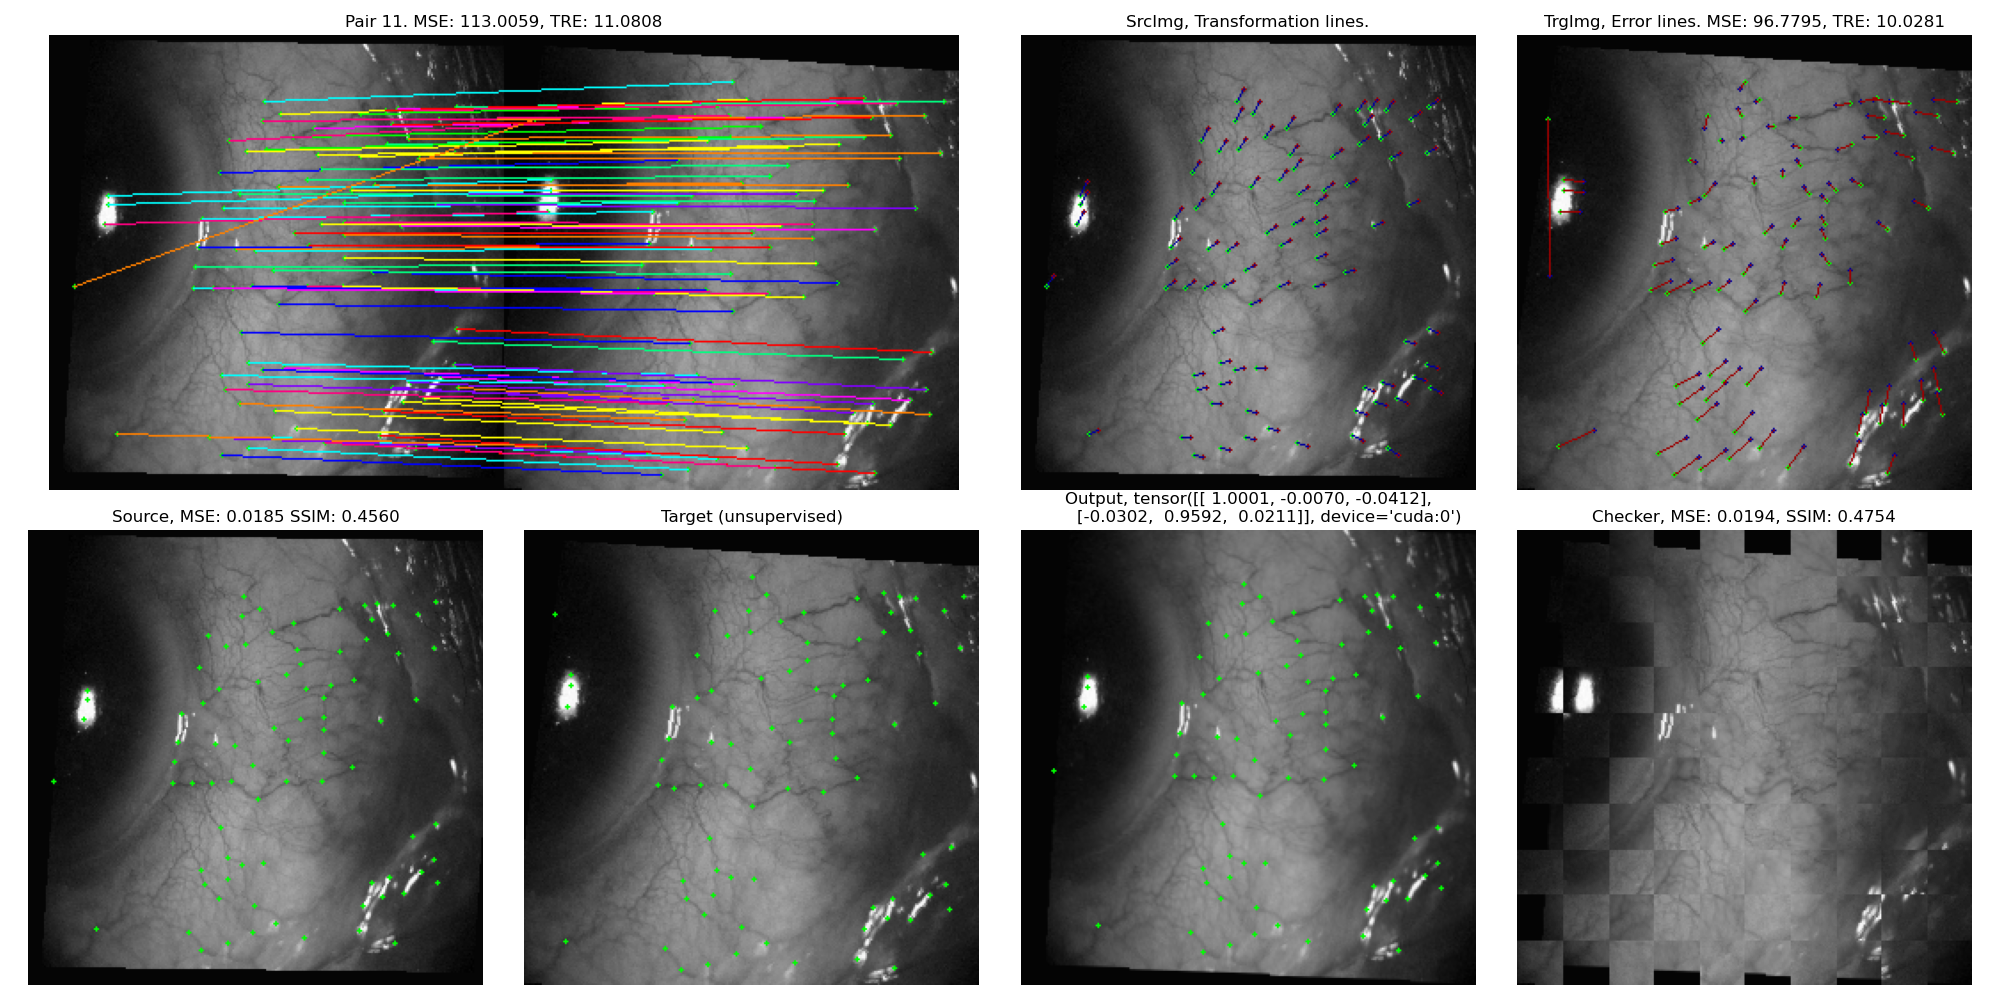 Pair 11. MSE: 113.0059, TRE: 11.0808
SrcImg, Transformation lines.
TrgImg, Error lines. MSE: 96.7795, TRE: 10.0281
Source, MSE: 0.0185 SSIM: 0.4560
Target (unsupervised)
Output, tensor([[ 1.0001, -0.0070, -0.0412],
[-0.0302,  0.9592,  0.0211]], device='cuda:0')
Checker, MSE: 0.0194, SSIM: 0.4754